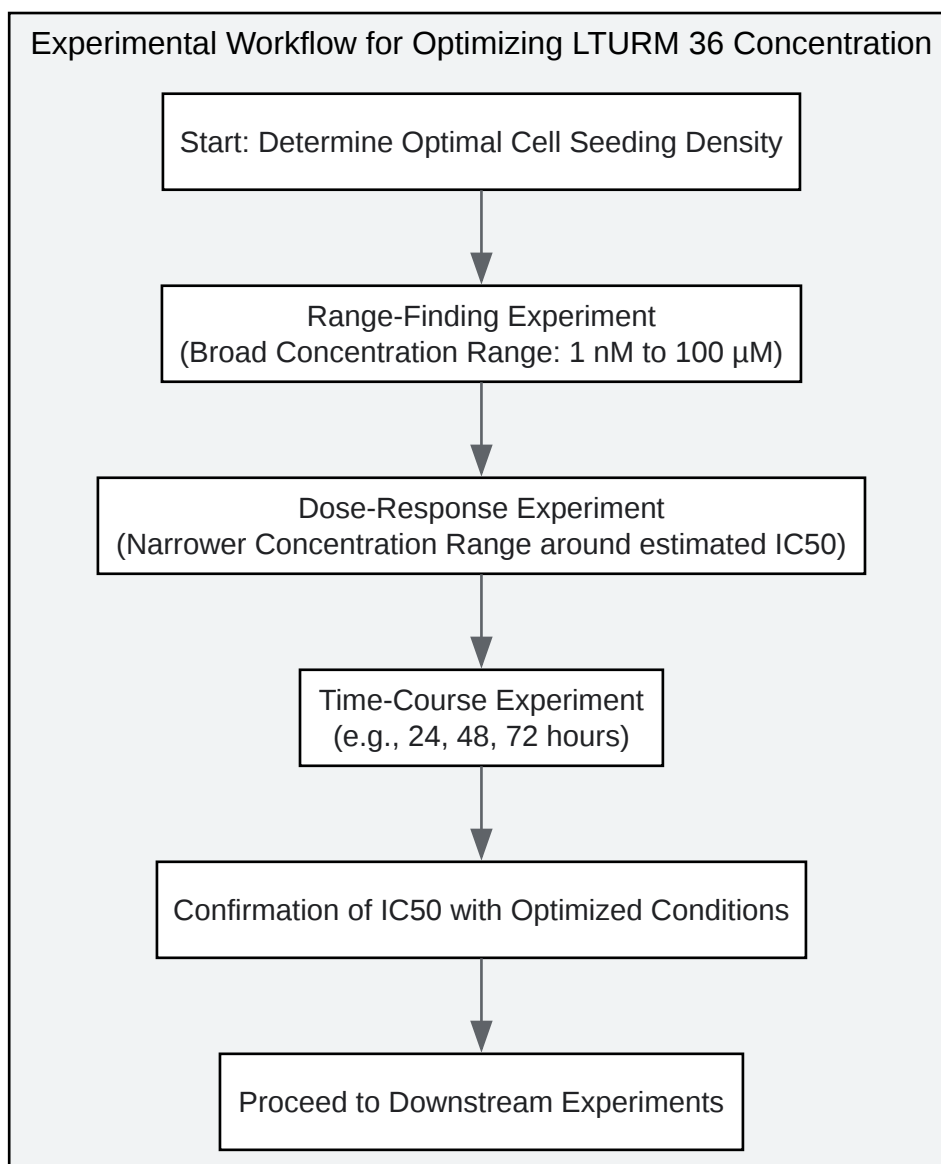 Experimental Workflow for Optimizing LTURM 36 Concentration
Start: Determine Optimal Cell Seeding Density
Range-Finding Experiment
(Broad Concentration Range: 1 nM to 100 µM)
Dose-Response Experiment
(Narrower Concentration Range around estimated IC50)
Time-Course Experiment
(e.g., 24, 48, 72 hours)
Confirmation of IC50 with Optimized Conditions
Proceed to Downstream Experiments